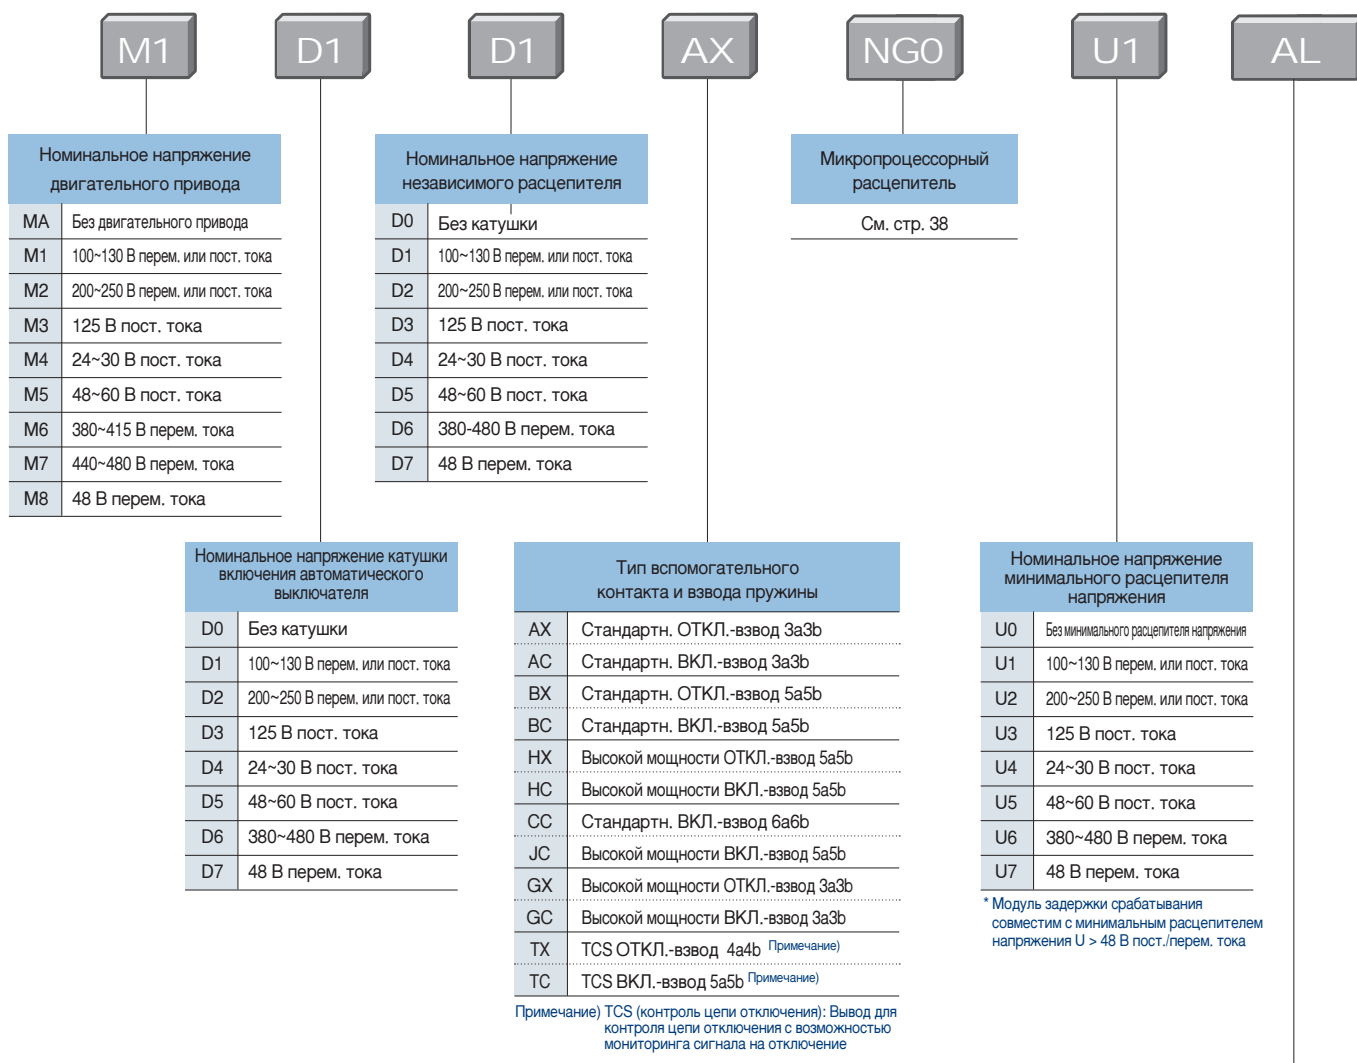 M1 D1 D1 AX NG0 U1 AL
Номинальное напряжение
двигательного привода
MA Без двигательного привода
M1 100~130 В перем. или пост. тока
M2 200~250 В перем. или пост. тока
M3 125 В пост. тока
M4 24~30 В пост. тока
M5 48~60 В пост. тока
M6 380~415 В перем. тока
M7 440~480 В перем. тока
M8 48 В перем. тока
Номинальное напряжение
независимого расцепителя
D0 Без катушки
D1 100~130 В перем. или пост. тока
D2 200~250 В перем. или пост. тока
D3 125 В пост. тока
D4 24~30 В пост. тока
D5 48~60 В пост. тока
D6 380-480 В перем. тока
D7 48 В перем. тока
Микропроцессорный
расцепитель
См. стр. 38
Номинальное напряжение катушки
включения автоматического
выключателя
D0 Без катушки
D1 100~130 В перем. или пост. тока
D2 200~250 В перем. или пост. тока
D3 125 В пост. тока
D4 24~30 В пост. тока
D5 48~60 В пост. тока
D6 380~480 В перем. тока
D7 48 В перем. тока
Тип вспомогательного
контакта и взвода пружины
AX Стандартн. ОТКЛ.-взвод 3a3b
AC Стандартн. ВКЛ.-взвод 3a3b
BX Стандартн. ОТКЛ.-взвод 5a5b
BC Стандартн. ВКЛ.-взвод 5a5b
HX Высокой мощности ОТКЛ.-взвод 5a5b
HC Высокой мощности ВКЛ.-взвод 5a5b
CC Стандартн. ВКЛ.-взвод 6a6b
JC Высокой мощности ВКЛ.-взвод 5a5b
GX Высокой мощности ОТКЛ.-взвод 3a3b
GC Высокой мощности ВКЛ.-взвод 3a3b
TX TCS ОТКЛ.-взвод 4a4b Примечание)
TC TCS ВКЛ.-взвод 5a5b Примечание)
Примечание) TCS (контроль цепи отключения): Вывод для
контроля цепи отключения с возможностью
мониторинга сигнала на отключение
Номинальное напряжение
минимального расцепителя
напряжения
U0 Без минимального расцепителя напряжения
U1 100~130 В перем. или пост. тока
U2 200~250 В перем. или пост. тока
U3 125 В пост. тока
U4 24~30 В пост. тока
U5 48~60 В пост. тока
U6 380~480 В перем. тока
U7 48 В перем. тока
* Модуль задержки срабатывания
совместим с минимальным расцепителем
напряжения U > 48 В пост./перем. тока